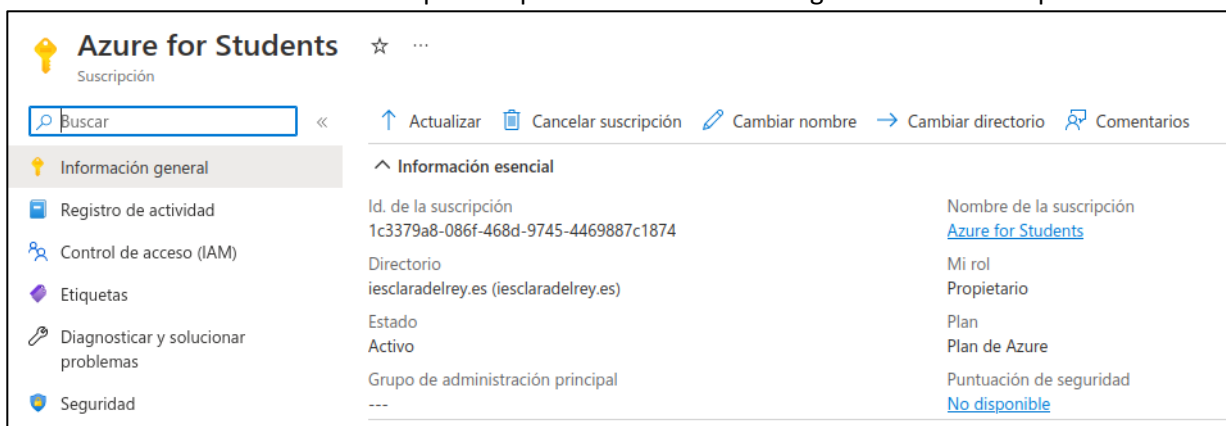 Azure for Students
Suscripción
Buscar
Actualizar Cancelar suscripción Cambiar nombre Cambiar directorio Comentarios
Información general
Registro de actividad
Control de acceso (IAM)
Etiquetas
Diagnosticar y solucionar
problemas
Seguridad
Información esencial
Id. de la suscripción
1c3379a8-086f-468d-9745-4469887c1874
Directorio
iesclaradelrey.es (iesclaradelrey.es)
Estado
Activo
Grupo de administración principal
---
Nombre de la suscripción
Azure for Students
Mi rol
Propietario
Plan
Plan de Azure
Puntuación de seguridad
No disponible